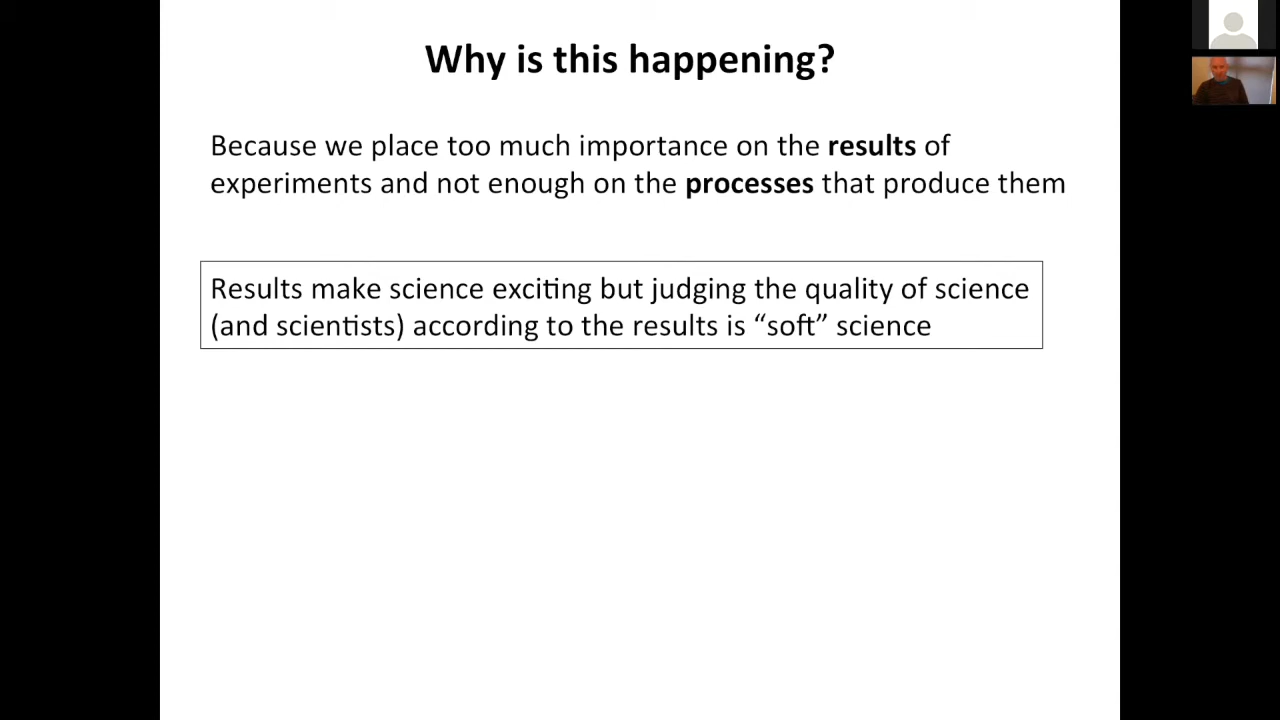 Why is this happening?
Because we place too much importance on the results of
experiments and not enough on the processes that produce them
Results make science exciting but judging the quality of science
(and scientists) according to the results is “soft” science